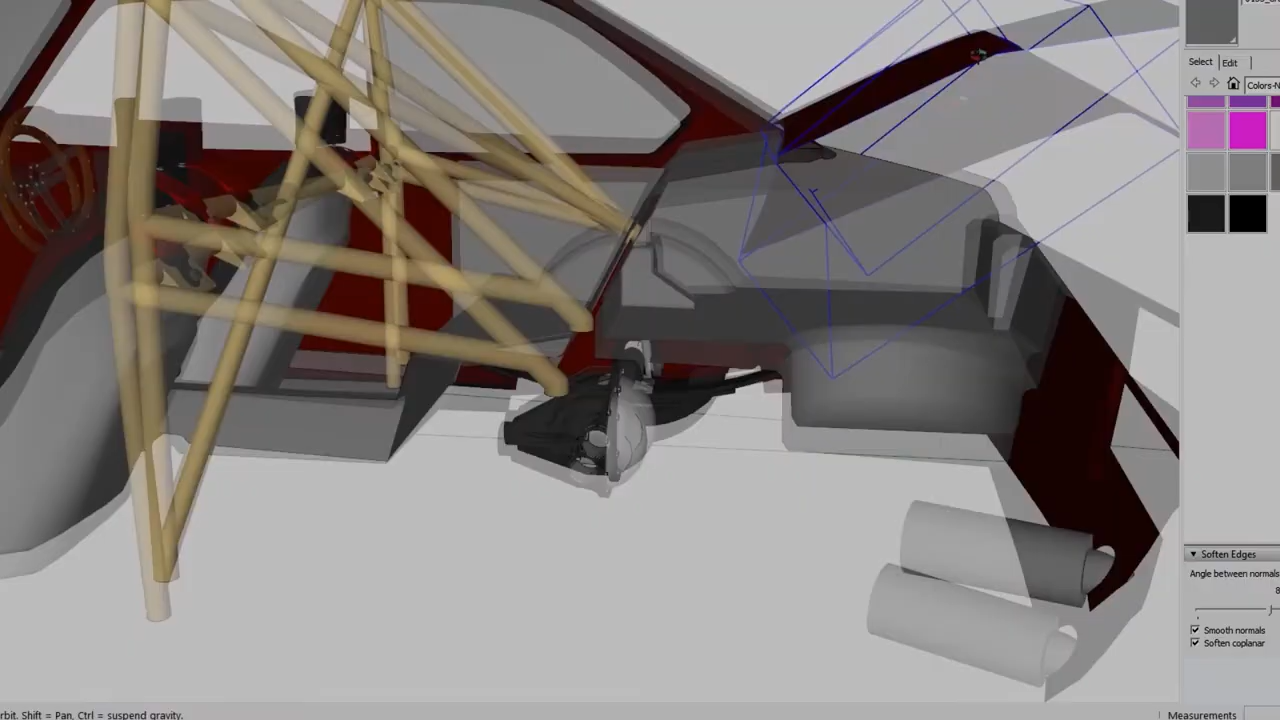 Select
Edit
Colors-N
Soften Edges
Angle between normals
Smooth normals
Soften coplanar
rbit. Shift = Pan, Ctrl = suspend gravity.
Measurements